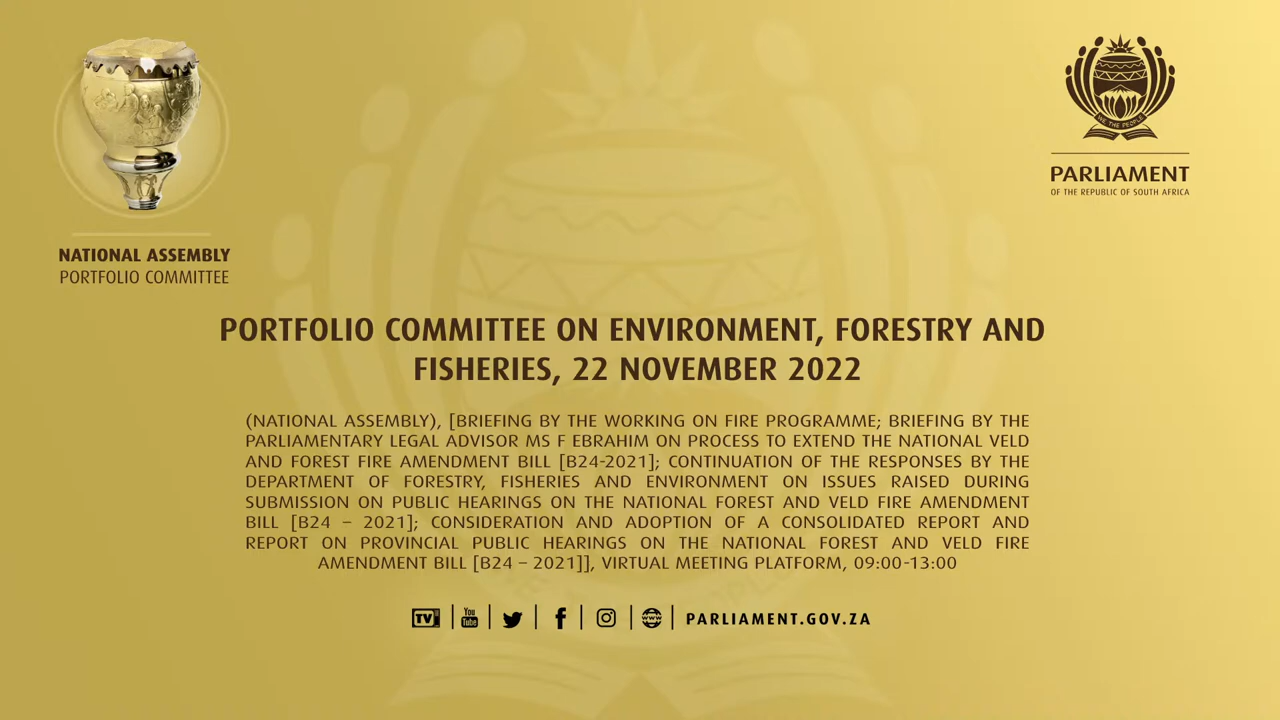 NATIONAL ASSEMBLY
PORTFOLIO COMMITTEE
WE THE PEOPLE
PARLIAMENT
OF THE REPUBLIC OF SOUTH AFRICA
PORTFOLIO COMMITTEE ON ENVIRONMENT, FORESTRY AND
FISHERIES, 22 NOVEMBER 2022
(NATIONAL ASSEMBLY), [BRIEFING BY THE WORKING ON FIRE PROGRAMME; BRIEFING BY THE
PARLIAMENTARY LEGAL ADVISOR MS F EBRAHIM ON PROCESS TO EXTEND THE NATIONAL VELD
AND FOREST FIRE AMENDMENT BILL [B24-2021]; CONTINUATION OF THE RESPONSES BY THE
DEPARTMENT OF FORESTRY, FISHERIES AND ENVIRONMENT ON ISSUES RAISED DURING
SUBMISSION ON PUBLIC HEARINGS ON THE NATIONAL FOREST AND VELD FIRE AMENDMENT
BILL [B24 – 2021]; CONSIDERATION AND ADOPTION OF A CONSOLIDATED REPORT AND
REPORT ON PROVINCIAL PUBLIC HEARINGS ON THE NATIONAL FOREST AND VELD FIRE
AMENDMENT BILL [B24 – 2021]], VIRTUAL MEETING PLATFORM, 09:00-13:00
TV | You Tube | | | | www | PARLIAMENT.GOV.ZA